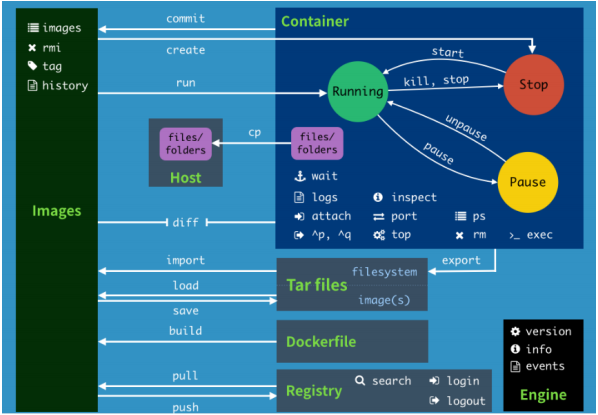 images
rmi
tag
history
Images
commit
create
run
Container
start
Running
kill, stop
Stop
unpause
pause
Pause
files/
folders
Host
cp
files/
folders
wait
logs
inspect
attach
port
ps
^p, ^q
top
rm
>_ exec
diff
import
load
save
Tar files
filesystem
image(s)
export
build
Dockerfile
pull
push
Registry
search
login
logout
version
info
events
Engine